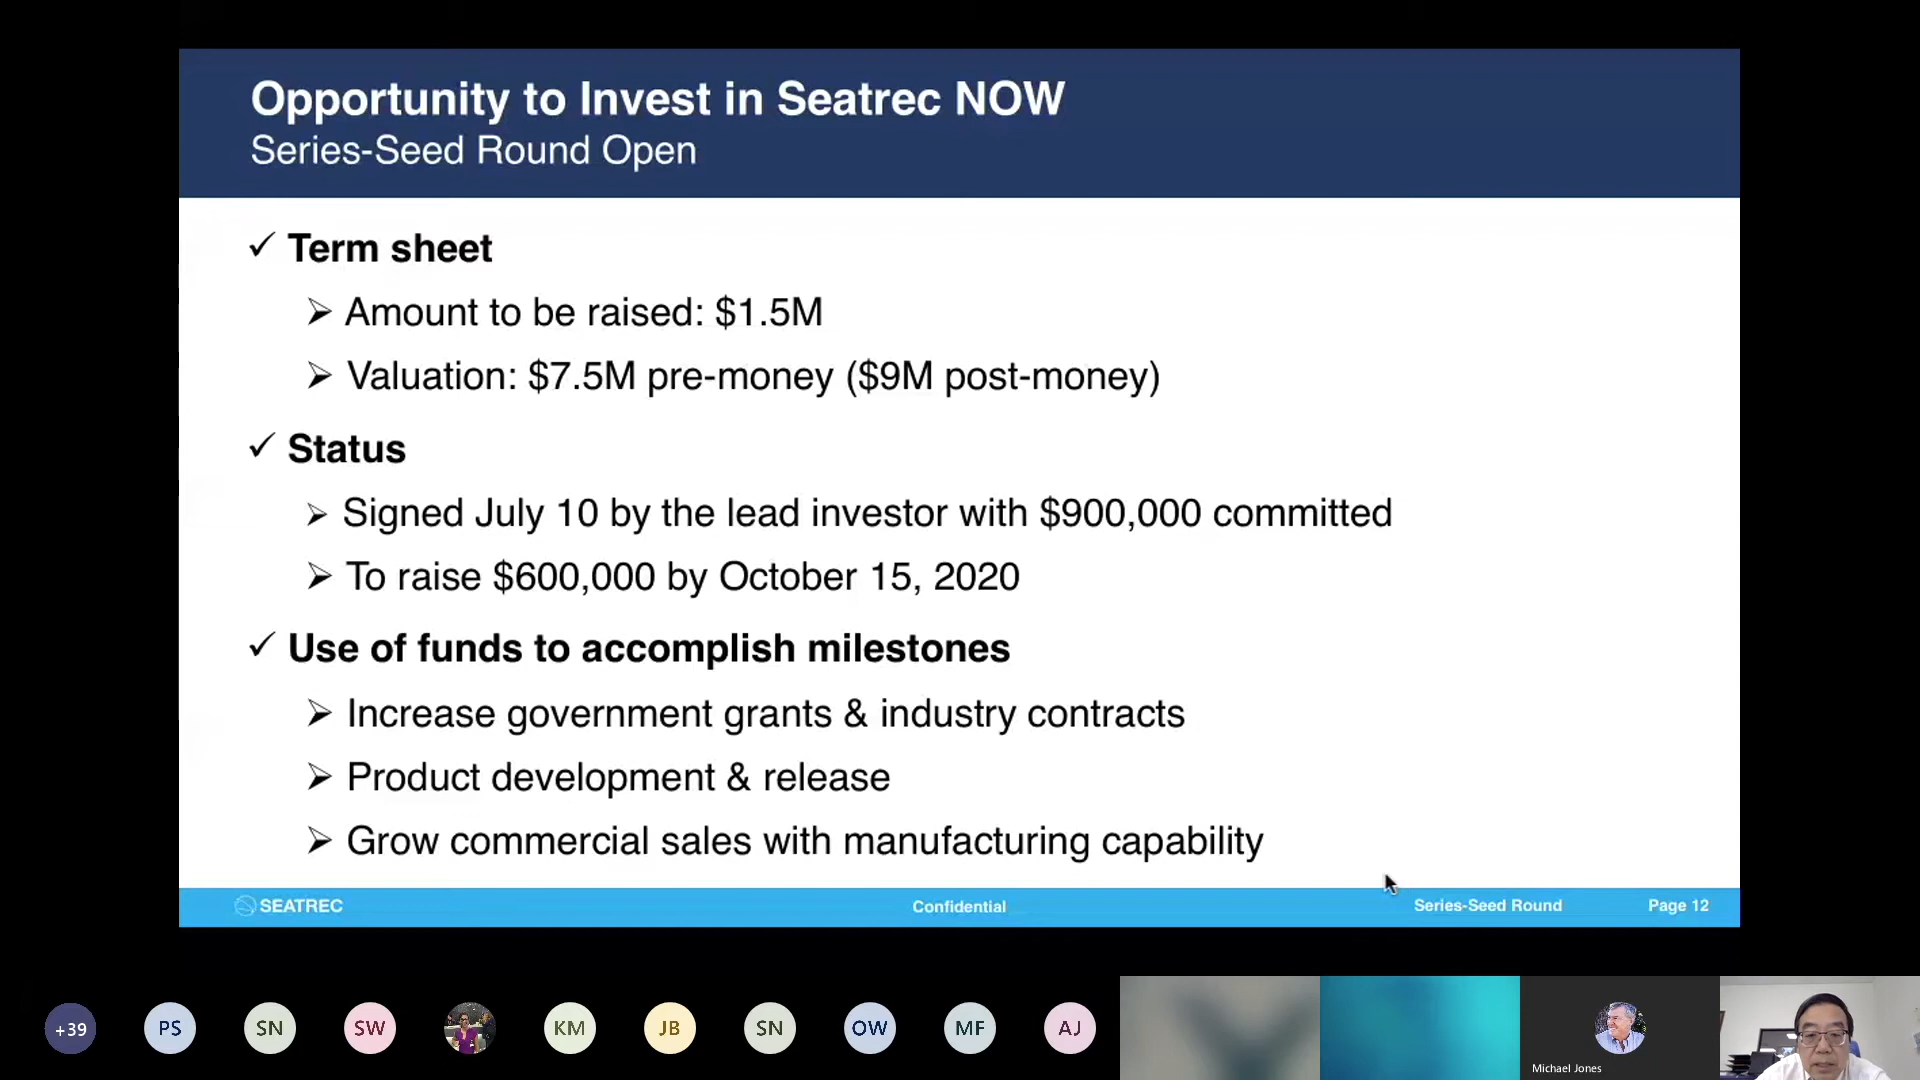 Opportunity to Invest in Seatrec NOW
Series-Seed Round Open
Term sheet
Amount to be raised: $1.5M
Valuation: $7.5M pre-money ($9M post-money)
Status
Signed July 10 by the lead investor with $900,000 committed
To raise $600,000 by October 15, 2020
Use of funds to accomplish milestones
Increase government grants & industry contracts
Product development & release
Grow commercial sales with manufacturing capability
SEATREC Confidential Series-Seed Round Page 12
+39 PS SN SW KM JB SN OW MF AJ
Michael Jones